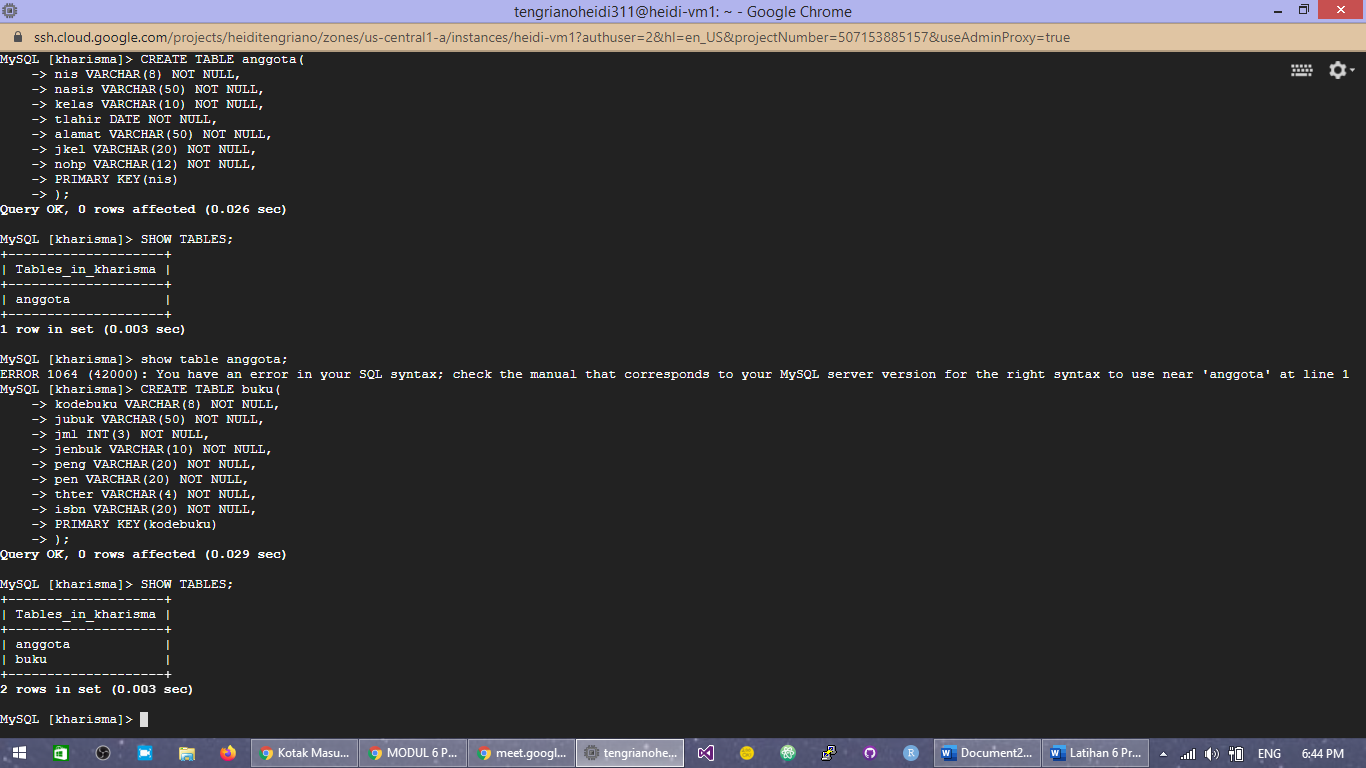 tengrianoheidi311@heidi-vm1: ~ - Google Chrome
ssh.cloud.google.com/projects/heiditengriano/zones/us-central1-a/instances/heidi-vm1?authuser=2&hl=en_US&projectNumber=507153885157&useAdminProxy=true
MySQL [kharisma]> CREATE TABLE anggota(
    -> nis VARCHAR(8) NOT NULL,
    -> nasis VARCHAR(50) NOT NULL,
    -> kelas VARCHAR(10) NOT NULL,
    -> tlahir DATE NOT NULL,
    -> alamat VARCHAR(50) NOT NULL,
    -> jkel VARCHAR(20) NOT NULL,
    -> nohp VARCHAR(12) NOT NULL,
    -> PRIMARY KEY(nis)
    -> );
Query OK, 0 rows affected (0.026 sec)
MySQL [kharisma]> SHOW TABLES;
+--------------------+
| Tables_in_kharisma |
+--------------------+
| anggota            |
+--------------------+
1 row in set (0.003 sec)
MySQL [kharisma]> show table anggota;
ERROR 1064 (42000): You have an error in your SQL syntax; check the manual that corresponds to your MySQL server version for the right syntax to use near 'anggota' at line 1
MySQL [kharisma]> CREATE TABLE buku(
    -> kodebuku VARCHAR(8) NOT NULL,
    -> jubuk VARCHAR(50) NOT NULL,
    -> jml INT(3) NOT NULL,
    -> jenbuk VARCHAR(10) NOT NULL,
    -> peng VARCHAR(20) NOT NULL,
    -> pen VARCHAR(20) NOT NULL,
    -> thter VARCHAR(4) NOT NULL,
    -> isbn VARCHAR(20) NOT NULL,
    -> PRIMARY KEY(kodebuku)
    -> );
Query OK, 0 rows affected (0.029 sec)
MySQL [kharisma]> SHOW TABLES;
+--------------------+
| Tables_in_kharisma |
+--------------------+
| anggota            |
| buku               |
+--------------------+
2 rows in set (0.003 sec)
MySQL [kharisma]>
Kotak Masu... MODUL 6 P... meet.googl... tengrianohe... Document2... Latihan 6 Pr... ENG 6:44 PM